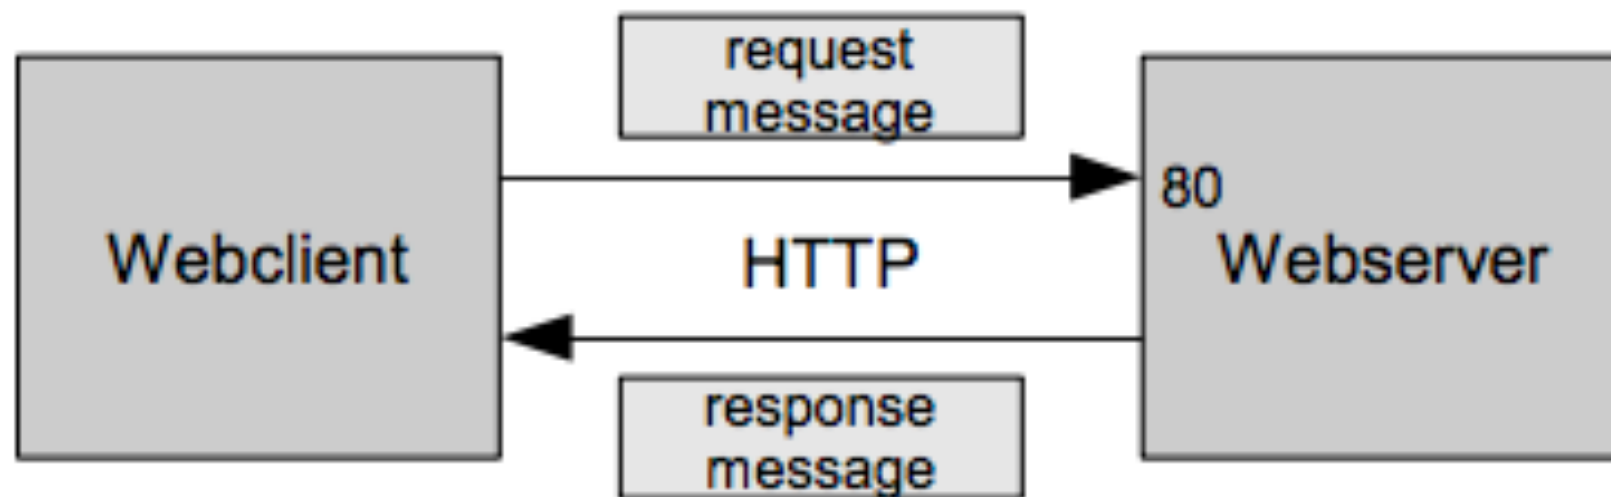 request
message
80
Webclient
HTTP
Webserver
response
message